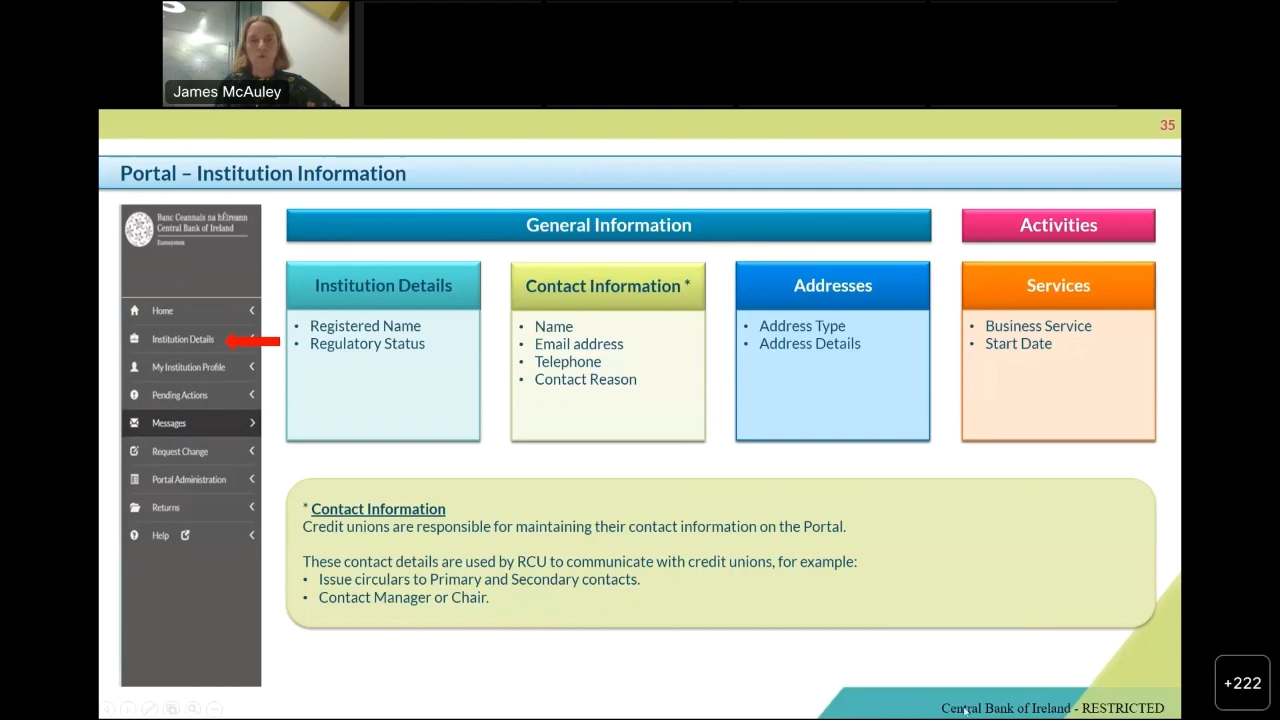 James McAuley
35
Portal – Institution Information
Banc Ceannais na hÉireann
Central Bank of Ireland
Eurosystem
Home
Institution Details
My Institution Profile
Pending Actions
Messages
Request Change
Portal Administration
Returns
Help
General Information
Activities
Institution Details
• Registered Name
• Regulatory Status
Contact Information *
• Name
• Email address
• Telephone
• Contact Reason
Addresses
• Address Type
• Address Details
Services
• Business Service
• Start Date
* Contact Information
Credit unions are responsible for maintaining their contact information on the Portal.
These contact details are used by RCU to communicate with credit unions, for example:
• Issue circulars to Primary and Secondary contacts.
• Contact Manager or Chair.
+222
Central Bank of Ireland - RESTRICTED